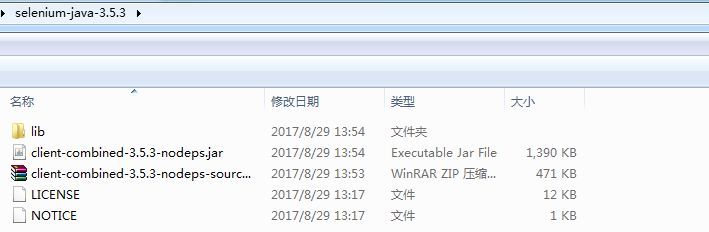 selenium-java-3.5.3
名称 修改日期 类型 大小
lib 2017/8/29 13:54 文件夹
client-combined-3.5.3-nodeps.jar 2017/8/29 13:54 Executable Jar File 1,390 KB
client-combined-3.5.3-nodeps-sourc... 2017/8/29 13:53 WinRAR ZIP 压缩... 471 KB
LICENSE 2017/8/29 13:17 文件 12 KB
NOTICE 2017/8/29 13:17 文件 1 KB